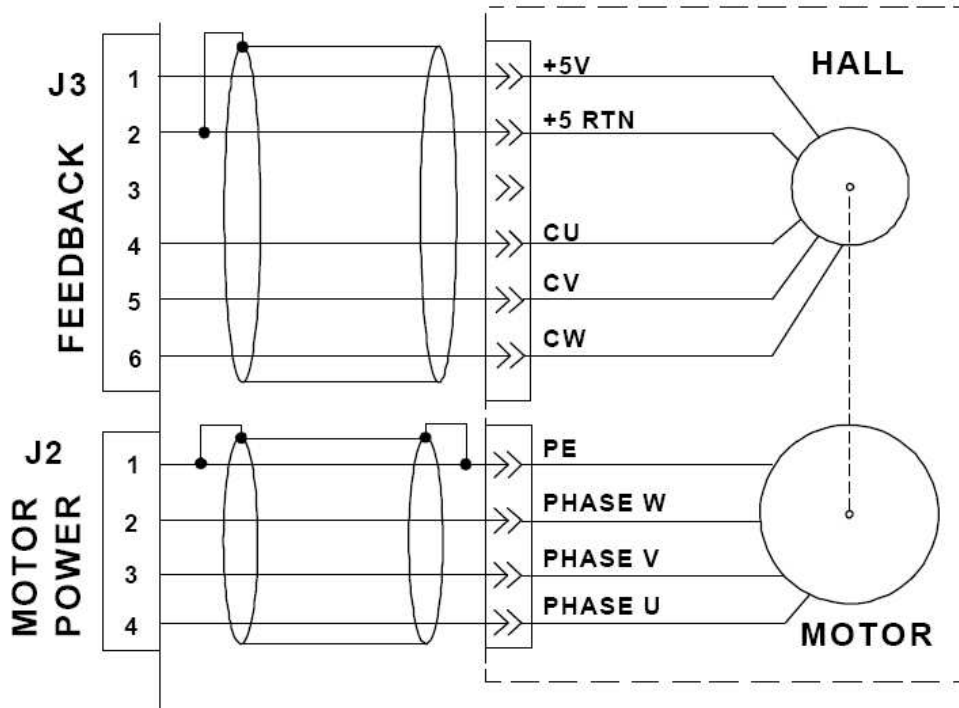 J3
FEEDBACK
1
2
3
4
5
6
+5V
+5 RTN
CU
CV
CW
HALL
J2
MOTOR
POWER
1
2
3
4
PE
PHASE W
PHASE V
PHASE U
MOTOR